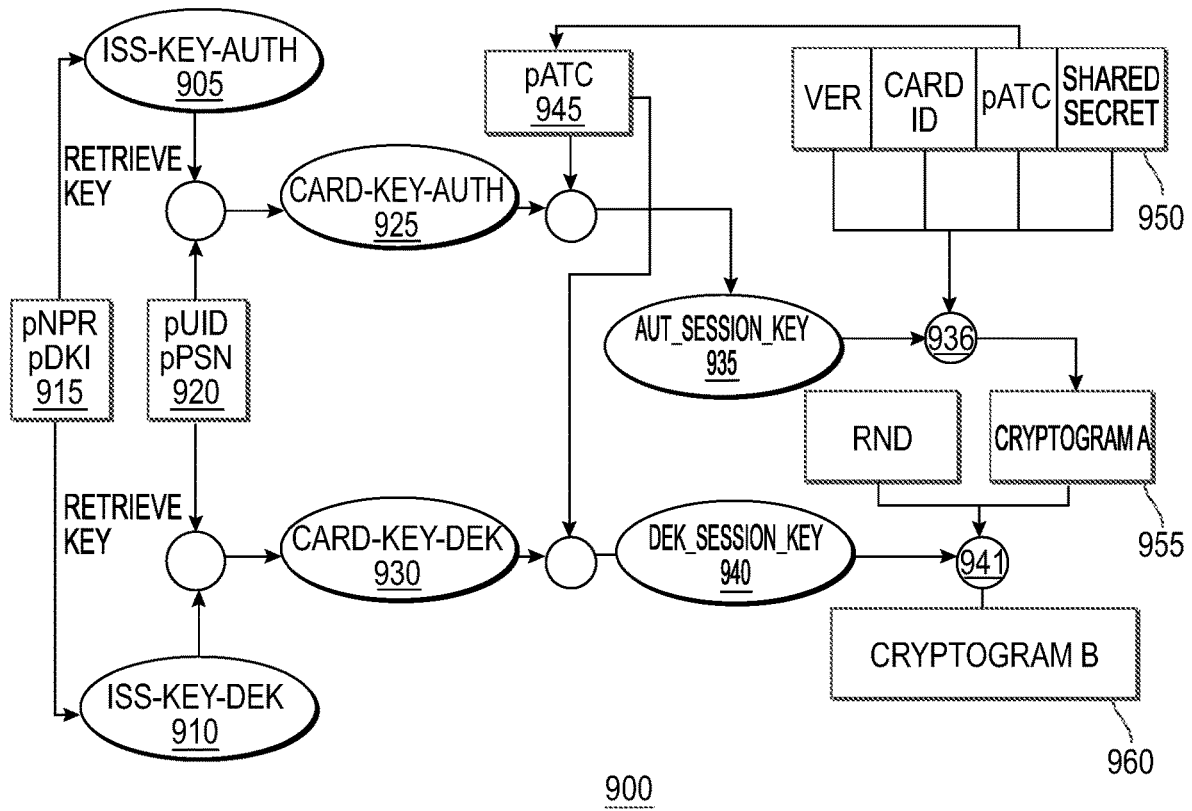 ISS-KEY-AUTH
905
pATC
945
VER
CARD
ID
pATC
SHARED
SECRET
950
RETRIEVE
KEY
CARD-KEY-AUTH
925
pNPR
pDKI
915
pUID
pPSN
920
AUT_SESSION_KEY
935
936
RND
CRYPTOGRAM A
955
RETRIEVE
KEY
CARD-KEY-DEK
930
DEK_SESSION_KEY
940
941
CRYPTOGRAM B
960
ISS-KEY-DEK
910
900